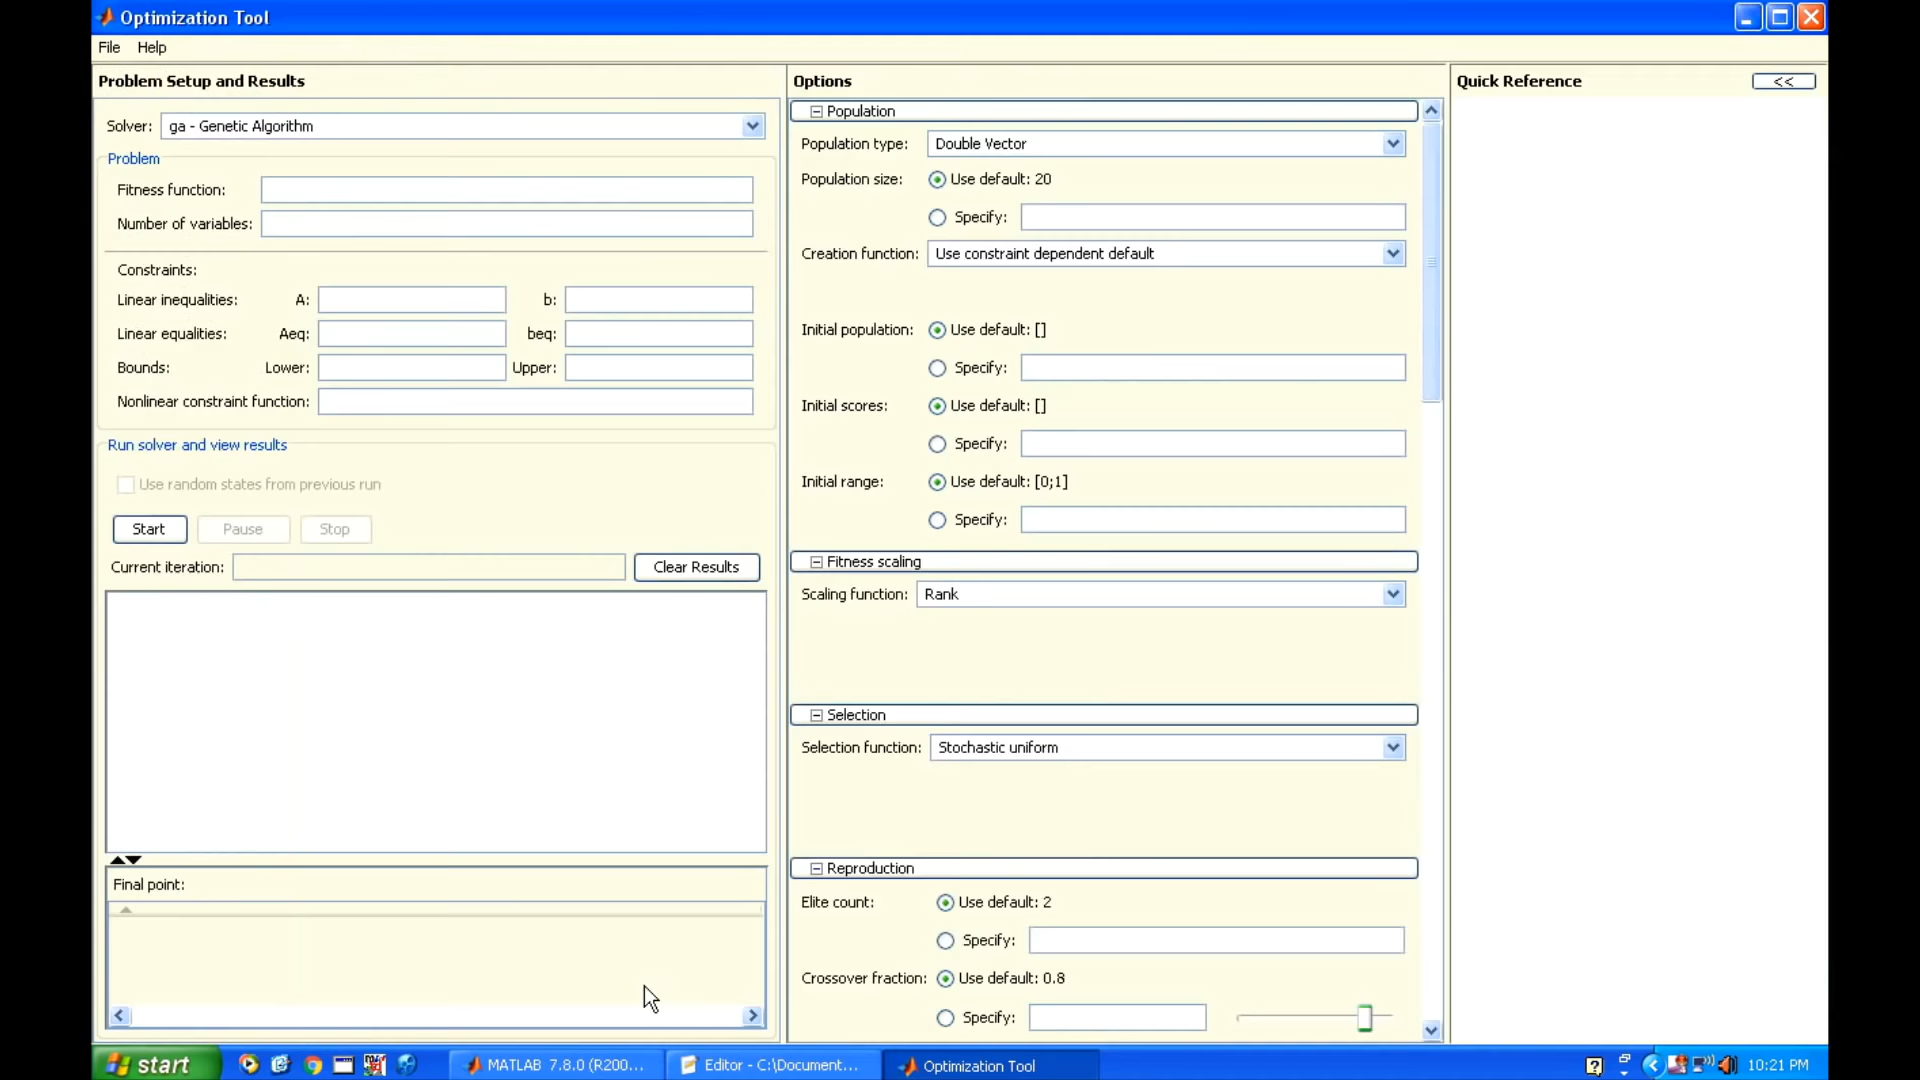 Optimization Tool
File Help
Problem Setup and Results
Solver: ga - Genetic Algorithm
Problem
Fitness function:
Number of variables:
Constraints:
Linear inequalities: A: b:
Linear equalities: Aeq: beq:
Bounds: Lower: Upper:
Nonlinear constraint function:
Run solver and view results
Use random states from previous run
Start Pause Stop
Current iteration: Clear Results
Final point:
Options
Population
Population type: Double Vector
Population size: Use default: 20
Specify:
Creation function: Use constraint dependent default
Initial population: Use default: []
Specify:
Initial scores: Use default: []
Specify:
Initial range: Use default: [0;1]
Specify:
Fitness scaling
Scaling function: Rank
Selection
Selection function: Stochastic uniform
Reproduction
Elite count: Use default: 2
Specify:
Crossover fraction: Use default: 0.8
Specify:
Quick Reference <<
start MATLAB 7.8.0 (R200... Editor - C:\Document... Optimization Tool 10:21 PM